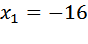 x₁ = −16